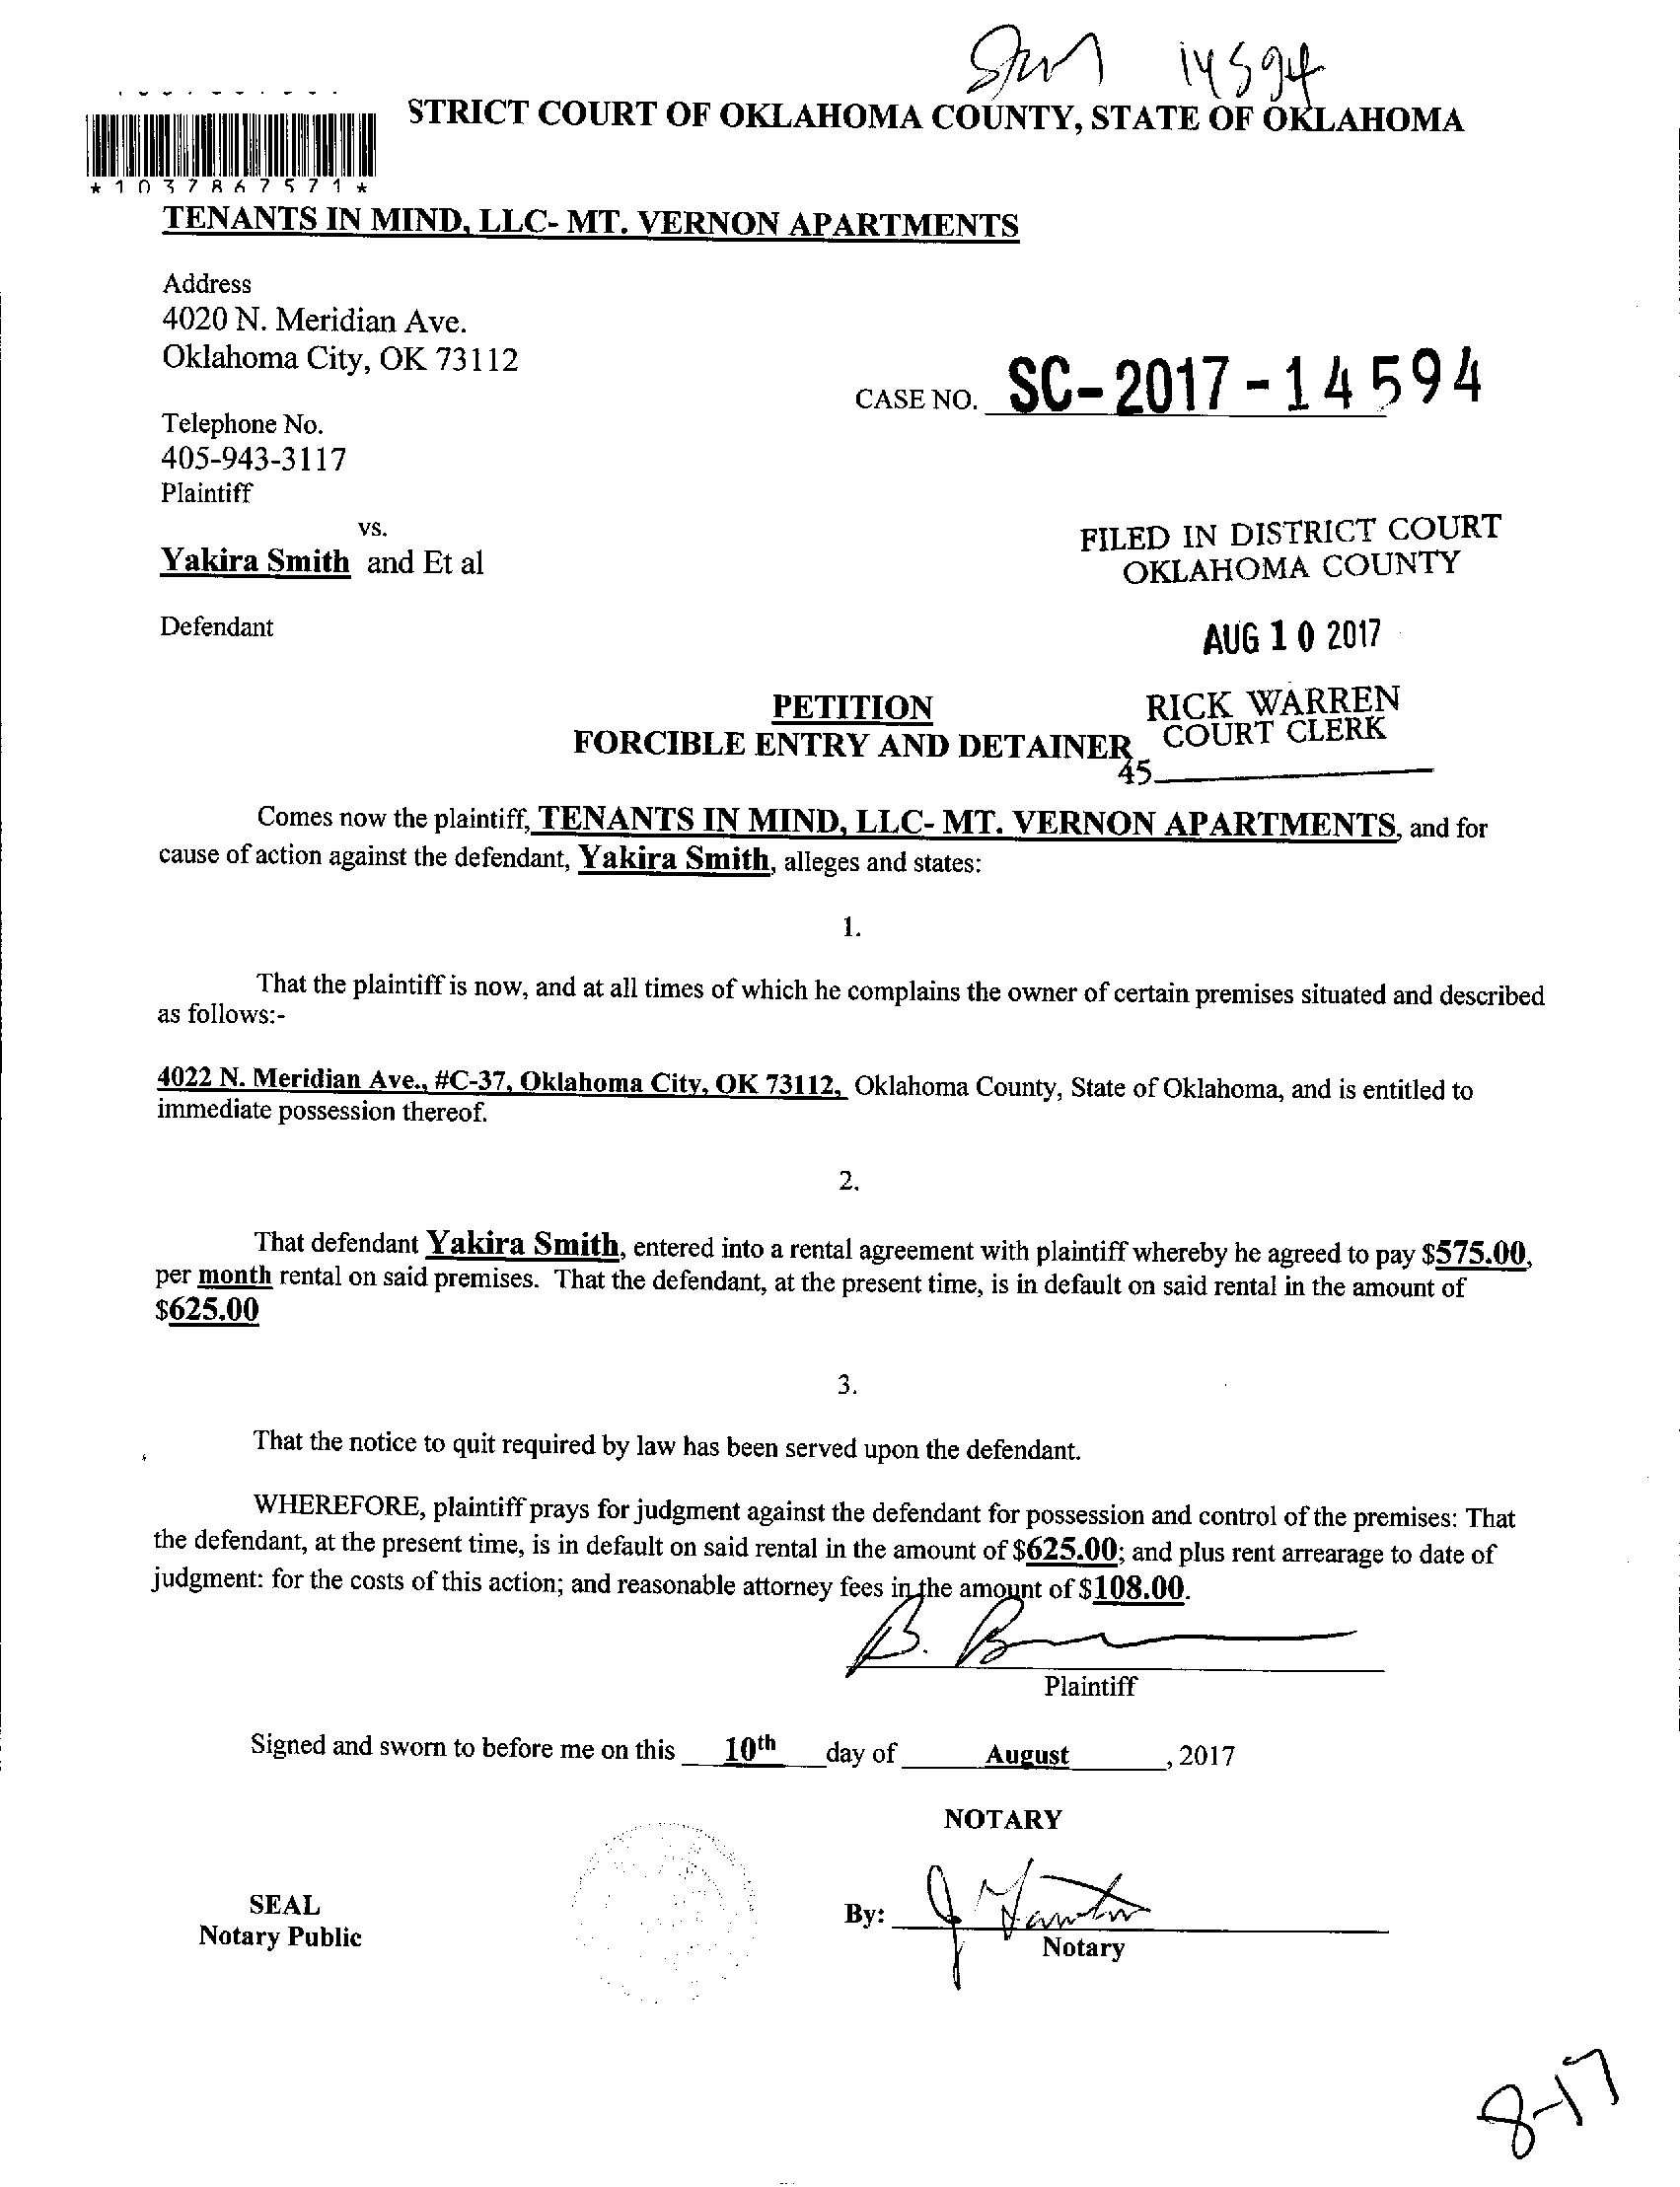 14594
STRICT COURT OF OKLAHOMA COUNTY, STATE OF OKLAHOMA
*1037867571*
TENANTS IN MIND, LLC- MT. VERNON APARTMENTS
Address
4020 N. Meridian Ave.
Oklahoma City, OK 73112
CASE NO. SC-2017-14594
Telephone No.
405-943-3117
Plaintiff
vs.
Yakira Smith and Et al
Defendant
FILED IN DISTRICT COURT
OKLAHOMA COUNTY
AUG 10 2017
RICK WARREN
COURT CLERK
45
PETITION
FORCIBLE ENTRY AND DETAINER
Comes now the plaintiff, TENANTS IN MIND, LLC- MT. VERNON APARTMENTS, and for
cause of action against the defendant, Yakira Smith, alleges and states:
1.
That the plaintiff is now, and at all times of which he complains the owner of certain premises situated and described
as follows:-
4022 N. Meridian Ave., #C-37, Oklahoma City, OK 73112, Oklahoma County, State of Oklahoma, and is entitled to
immediate possession thereof.
2.
That defendant Yakira Smith, entered into a rental agreement with plaintiff whereby he agreed to pay $575.00,
per month rental on said premises. That the defendant, at the present time, is in default on said rental in the amount of
$625.00
3.
That the notice to quit required by law has been served upon the defendant.
WHEREFORE, plaintiff prays for judgment against the defendant for possession and control of the premises: That
the defendant, at the present time, is in default on said rental in the amount of $625.00; and plus rent arrearage to date of
judgment: for the costs of this action; and reasonable attorney fees in the amount of $108.00.
B.
Plaintiff
Signed and sworn to before me on this 10th day of August, 2017
NOTARY
SEAL
Notary Public
By: J
Notary
8-17